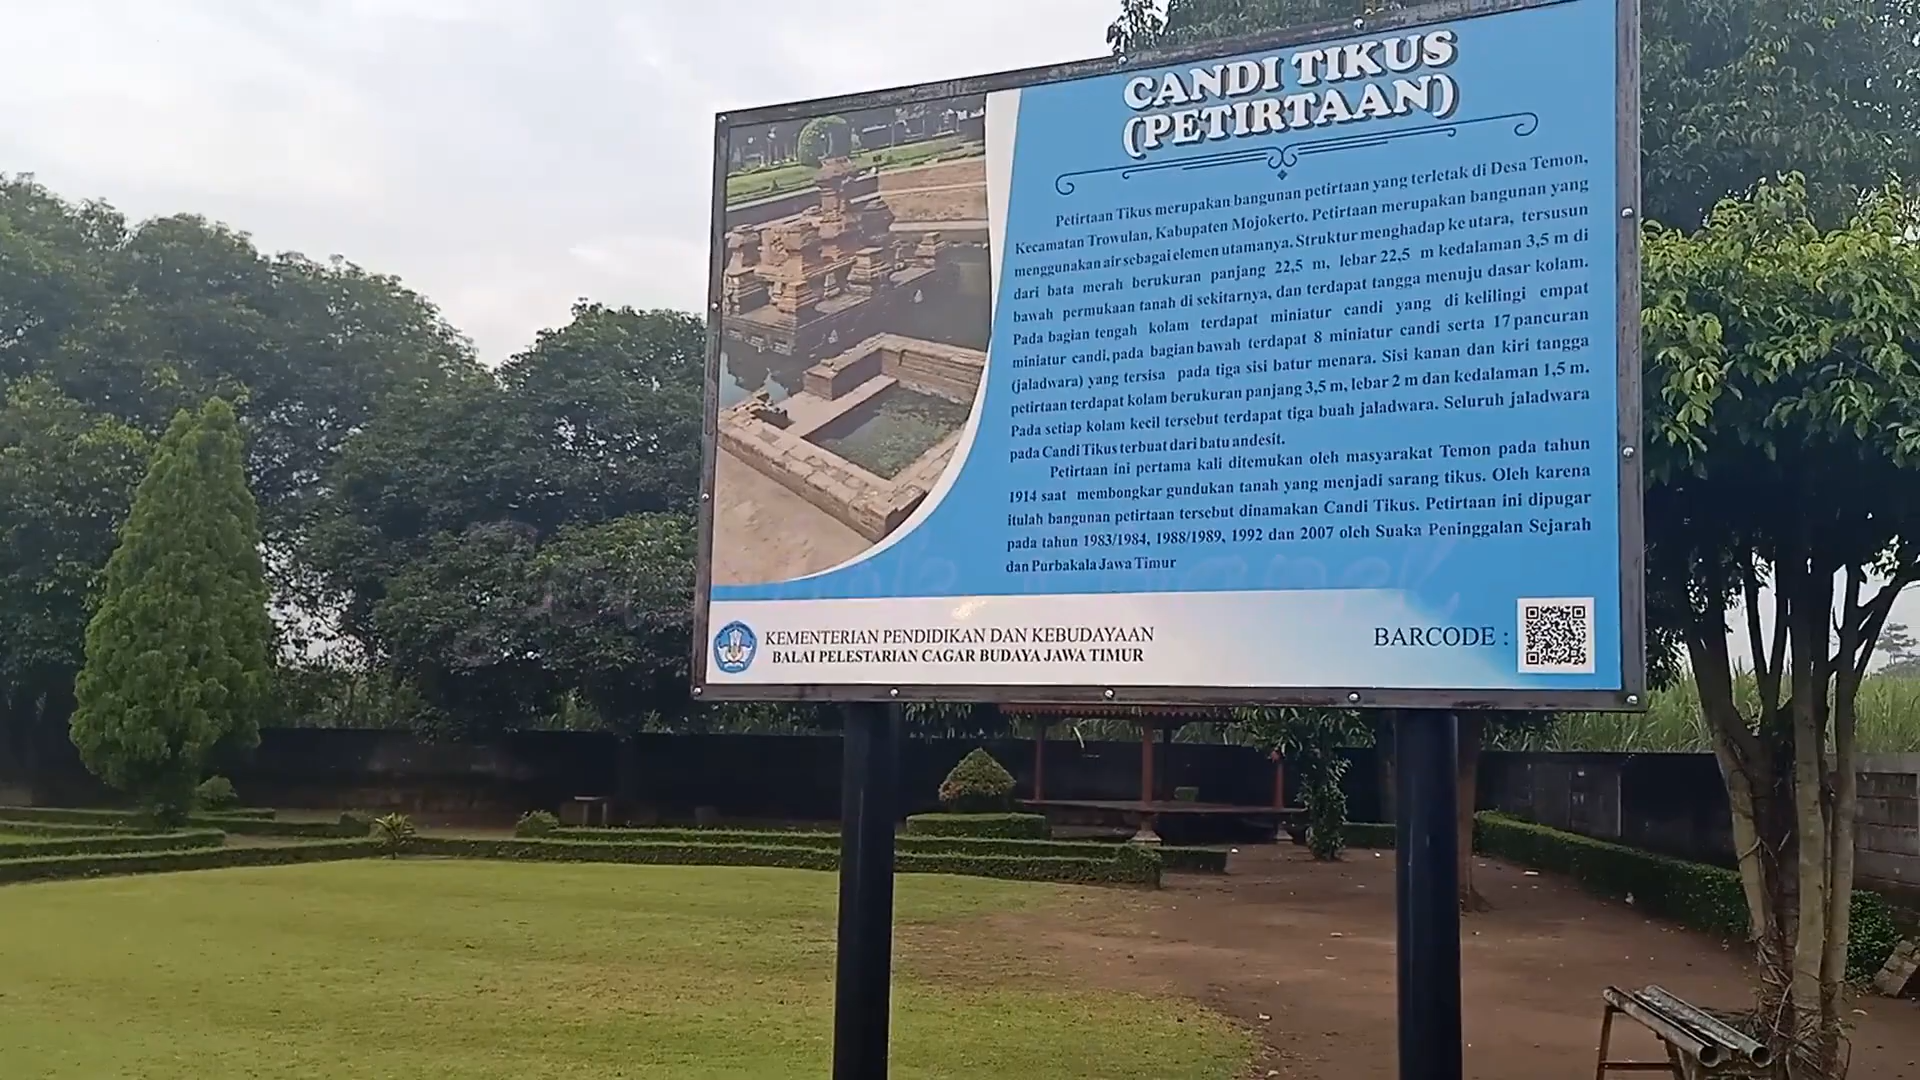 CANDI TIKUS
(PETIRTAAN)
Petirtaan Tikus merupakan bangunan petirtaan yang terletak di Desa Temon,
Kecamatan Trowulan, Kabupaten Mojokerto. Petirtaan merupakan bangunan yang
menggunakan air sebagai elemen utamanya. Struktur menghadap ke utara, tersusun
dari bata merah berukuran panjang 22,5 m, lebar 22,5 m kedalaman 3,5 m di
bawah permukaan tanah di sekitarnya, dan terdapat tangga menuju dasar kolam.
Pada bagian tengah kolam terdapat miniatur candi yang di kelilingi empat
miniatur candi, pada bagian bawah terdapat 8 miniatur candi serta 17 pancuran
(jaladwara) yang tersisa pada tiga sisi batur menara. Sisi kanan dan kiri tangga
petirtaan terdapat kolam berukuran panjang 3,5 m, lebar 2 m dan kedalaman 1,5 m.
Pada setiap kolam kecil tersebut terdapat tiga buah jaladwara. Seluruh jaladwara
pada Candi Tikus terbuat dari batu andesit.
Petirtaan ini pertama kali ditemukan oleh masyarakat Temon pada tahun
1914 saat membongkar gundukan tanah yang menjadi sarang tikus. Oleh karena
itulah bangunan petirtaan tersebut dinamakan Candi Tikus. Petirtaan ini dipugar
pada tahun 1983/1984, 1988/1989, 1992 dan 2007 oleh Suaka Peninggalan Sejarah
dan Purbakala Jawa Timur
KEMENTERIAN PENDIDIKAN DAN KEBUDAYAAN
BALAI PELESTARIAN CAGAR BUDAYA JAWA TIMUR
BARCODE :